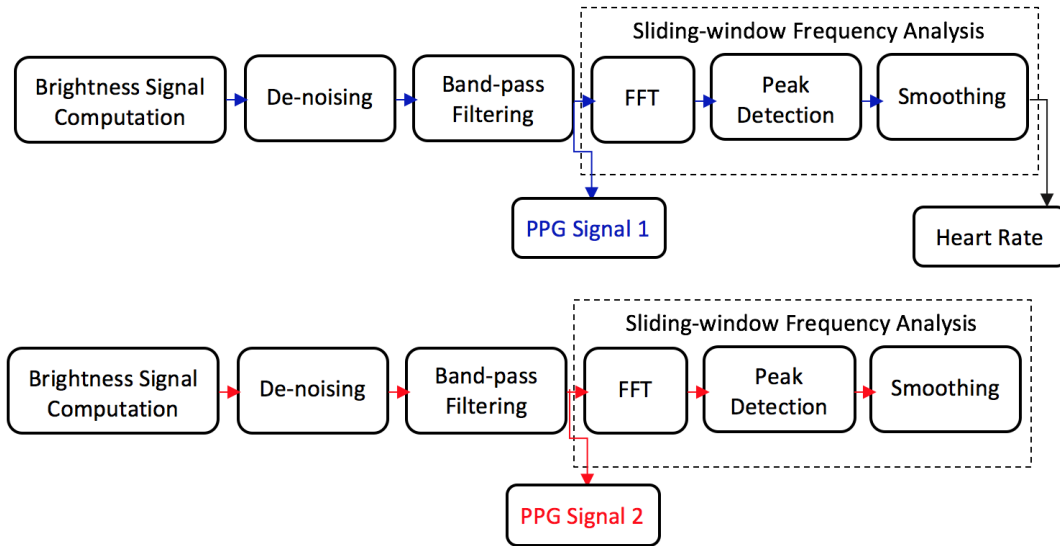 Sliding-window Frequency Analysis
Brightness Signal
Computation
De-noising
Band-pass
Filtering
FFT
Peak
Detection
Smoothing
PPG Signal 1
Heart Rate
Sliding-window Frequency Analysis
Brightness Signal
Computation
De-noising
Band-pass
Filtering
FFT
Peak
Detection
Smoothing
PPG Signal 2